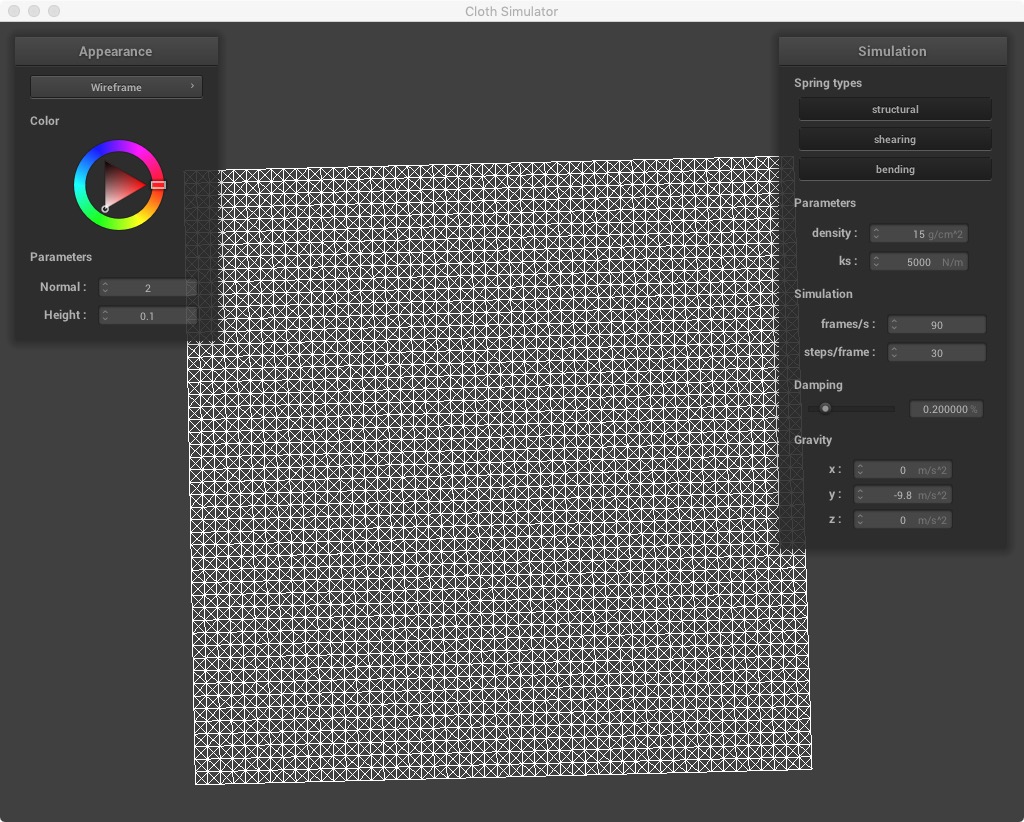 Cloth Simulator
Appearance
Wireframe
Color
Parameters
Normal : 2
Height : 0.1
Simulation
Spring types
structural
shearing
bending
Parameters
density : 15 g/cm^2
ks : 5000 N/m
Simulation
frames/s : 90
steps/frame : 30
Damping
0.200000 %
Gravity
x : 0 m/s^2
y : -9.8 m/s^2
z : 0 m/s^2